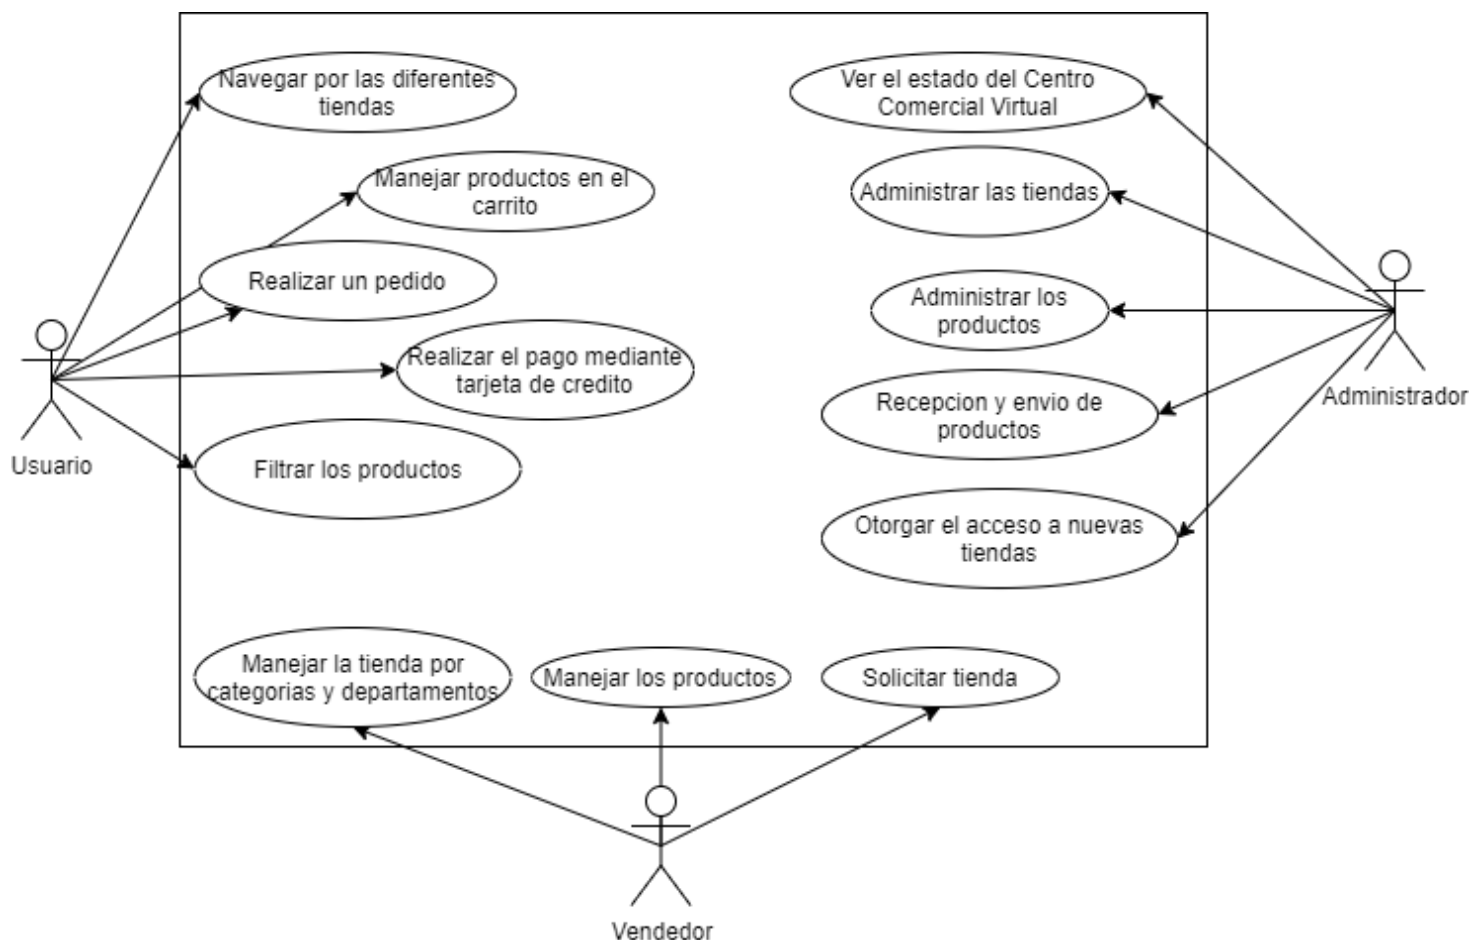 Navegar por las diferentes
tiendas
Manejar productos en el
carrito
Realizar un pedido
Realizar el pago mediante
tarjeta de credito
Filtrar los productos
Usuario
Ver el estado del Centro
Comercial Virtual
Administrar las tiendas
Administrar los
productos
Recepcion y envio de
productos
Otorgar el acceso a nuevas
tiendas
Administrador
Manejar la tienda por
categorias y departamentos
Manejar los productos
Solicitar tienda
Vendedor